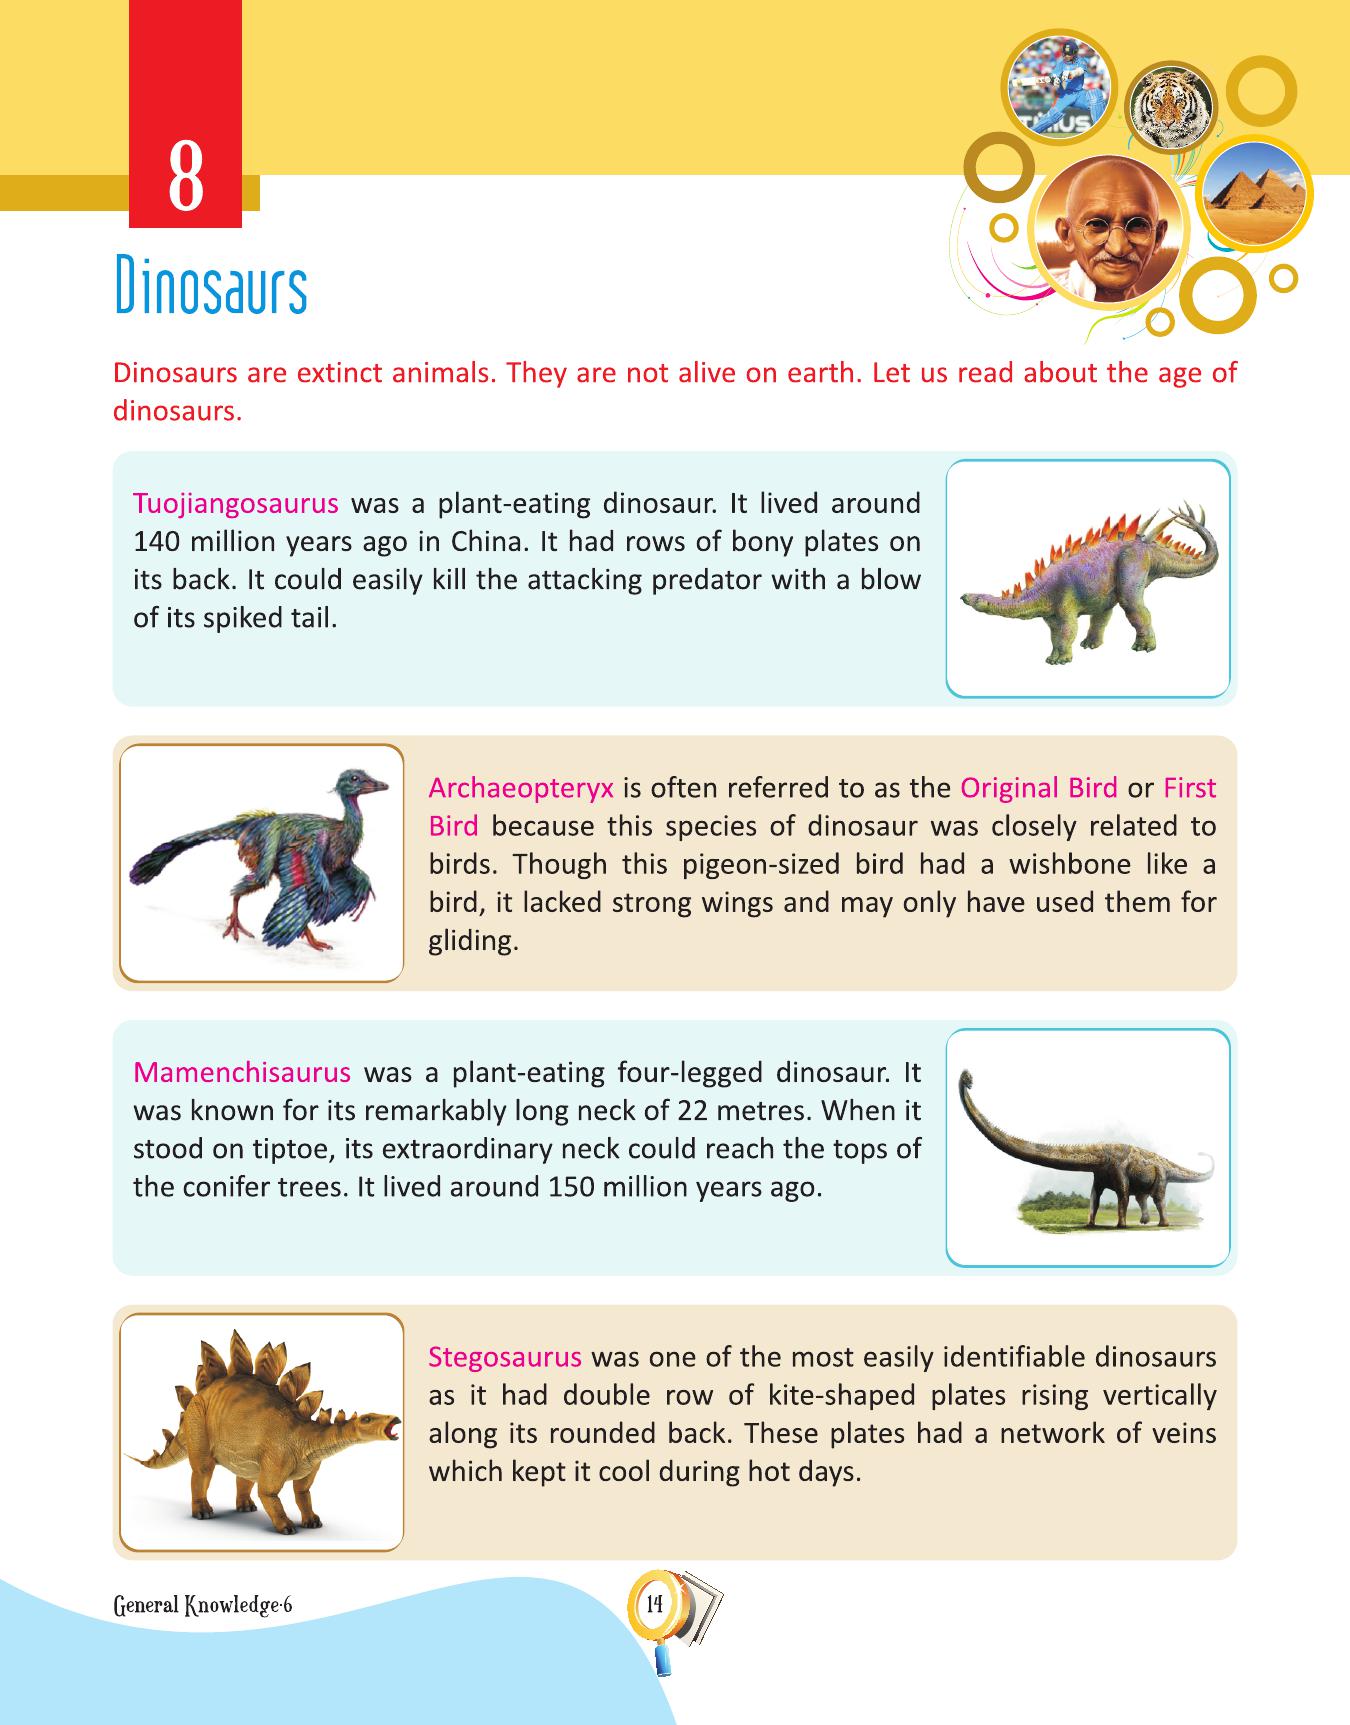 8
Dinosaurs
Dinosaurs are extinct animals. They are not alive on earth. Let us read about the age of
dinosaurs.
Tuojiangosaurus was a plant-eating dinosaur. It lived around
140 million years ago in China. It had rows of bony plates on
its back. It could easily kill the attacking predator with a blow
of its spiked tail.
Archaeopteryx is often referred to as the Original Bird or First
Bird because this species of dinosaur was closely related to
birds. Though this pigeon-sized bird had a wishbone like a
bird, it lacked strong wings and may only have used them for
gliding.
Mamenchisaurus was a plant-eating four-legged dinosaur. It
was known for its remarkably long neck of 22 metres. When it
stood on tiptoe, its extraordinary neck could reach the tops of
the conifer trees. It lived around 150 million years ago.
Stegosaurus was one of the most easily identifiable dinosaurs
as it had double row of kite-shaped plates rising vertically
along its rounded back. These plates had a network of veins
which kept it cool during hot days.
General Knowledge-6
14